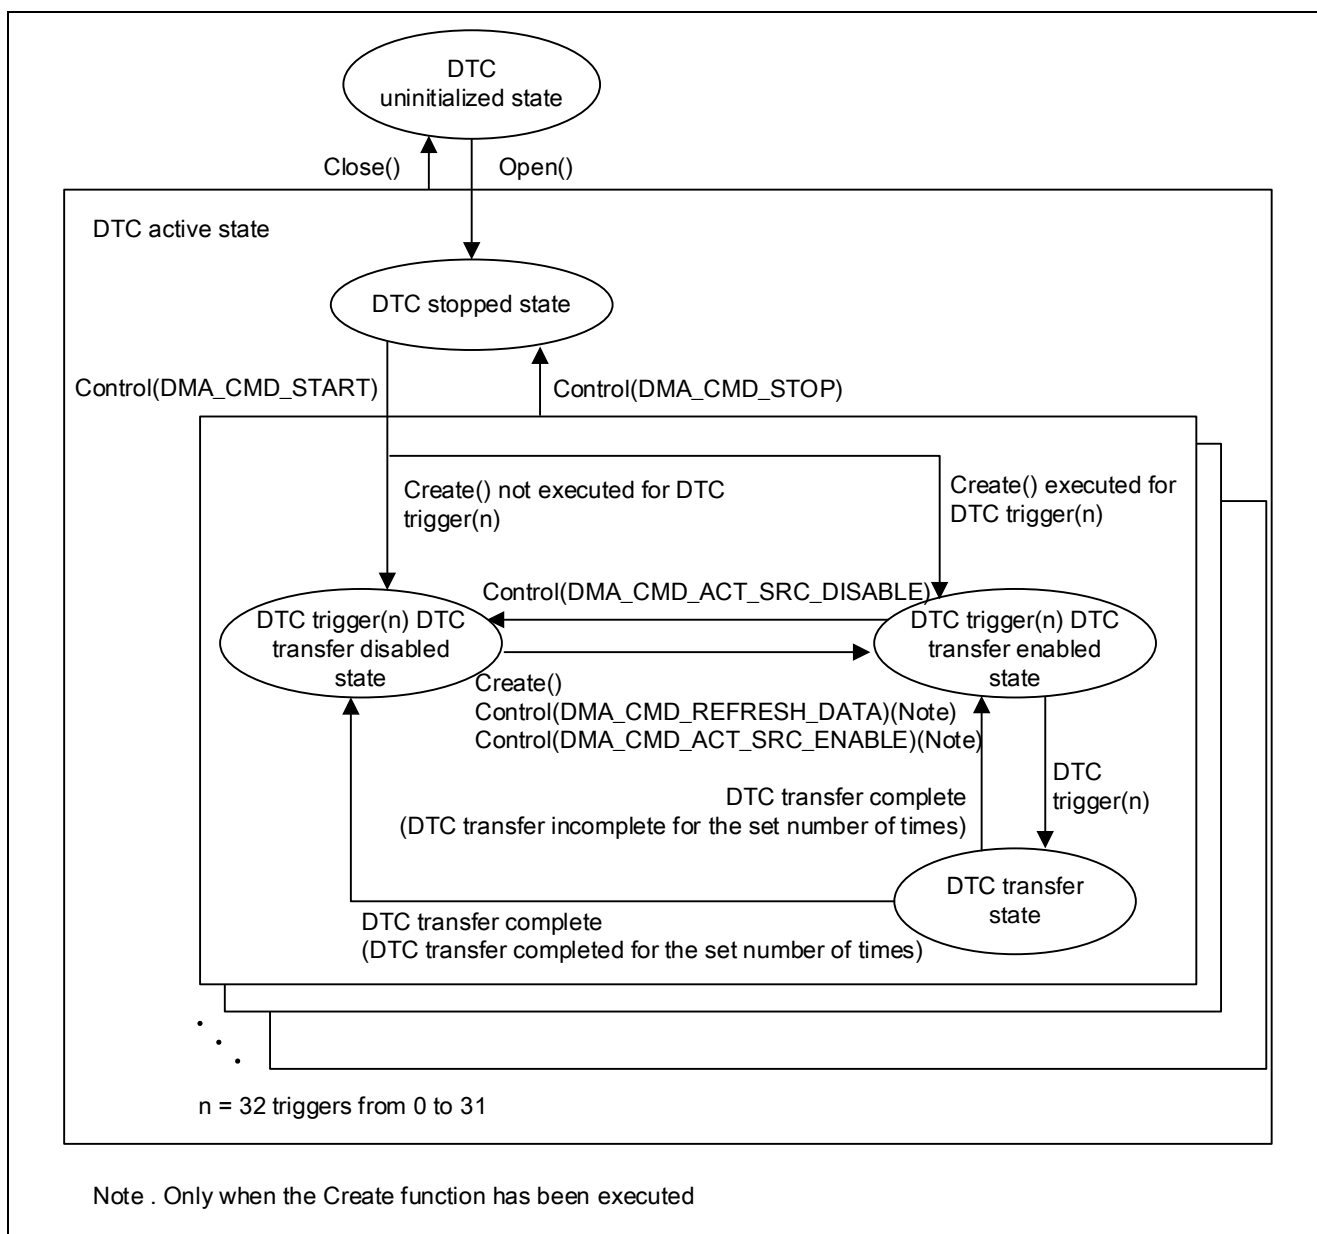 DTC
uninitialized state
Close()
Open()
DTC active state
DTC stopped state
Control(DMA_CMD_START)
Control(DMA_CMD_STOP)
Create() not executed for DTC
trigger(n)
Create() executed for
DTC trigger(n)
Control(DMA_CMD_ACT_SRC_DISABLE)
DTC trigger(n) DTC
transfer disabled
state
DTC trigger(n) DTC
transfer enabled
state
Create()
Control(DMA_CMD_REFRESH_DATA)(Note)
Control(DMA_CMD_ACT_SRC_ENABLE)(Note)
DTC
trigger(n)
DTC transfer complete
(DTC transfer incomplete for the set number of times)
DTC transfer
state
DTC transfer complete
(DTC transfer completed for the set number of times)
n = 32 triggers from 0 to 31
Note . Only when the Create function has been executed